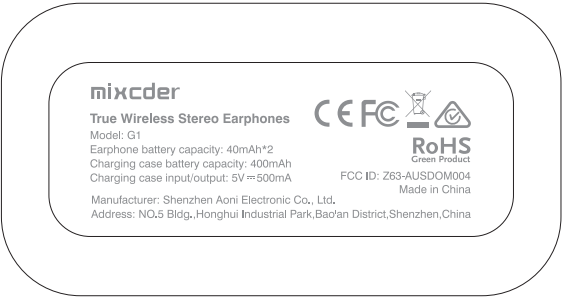 mixcder
True Wireless Stereo Earphones
Model: G1
Earphone battery capacity: 40mAh*2
Charging case battery capacity: 400mAh
Charging case input/output: 5V⎓500mA
Manufacturer: Shenzhen Aoni Electronic Co., Ltd.
Address: NO.5 Bldg.,Honghui Industrial Park,Bao'an District,Shenzhen,China
CE FC
RoHS
Green Product
FCC ID: Z63-AUSDOM004
Made in China